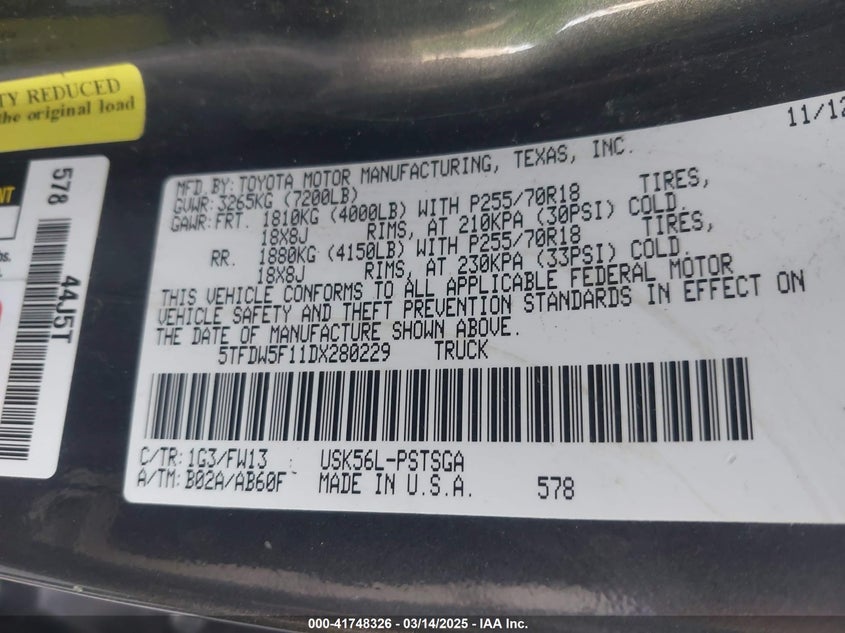 TY REDUCED
the original load
NT
578
44J5T
11/12
MFD.BY:TOYOTA MOTOR MANUFACTURING, TEXAS, INC.
GVWR:3265KG (7200LB)
GAWR:FRT. 1810KG (4000LB) WITH P255/70R18 TIRES,
18X8J RIMS, AT 210KPA (30PSI) COLD.
RR. 1880KG (4150LB) WITH P255/70R18 TIRES,
18X8J RIMS, AT 230KPA (33PSI) COLD.
THIS VEHICLE CONFORMS TO ALL APPLICABLE FEDERAL MOTOR
VEHICLE SAFETY AND THEFT PREVENTION STANDARDS IN EFFECT ON
THE DATE OF MANUFACTURE SHOWN ABOVE.
5TFDW5F11DX280229 TRUCK
C/TR:1G3/FW13 USK56L-PSTSGA
A/TM:B02A/AB60F MADE IN U.S.A. 578
000-41748326 / 03/14/2025 - IAA Inc.